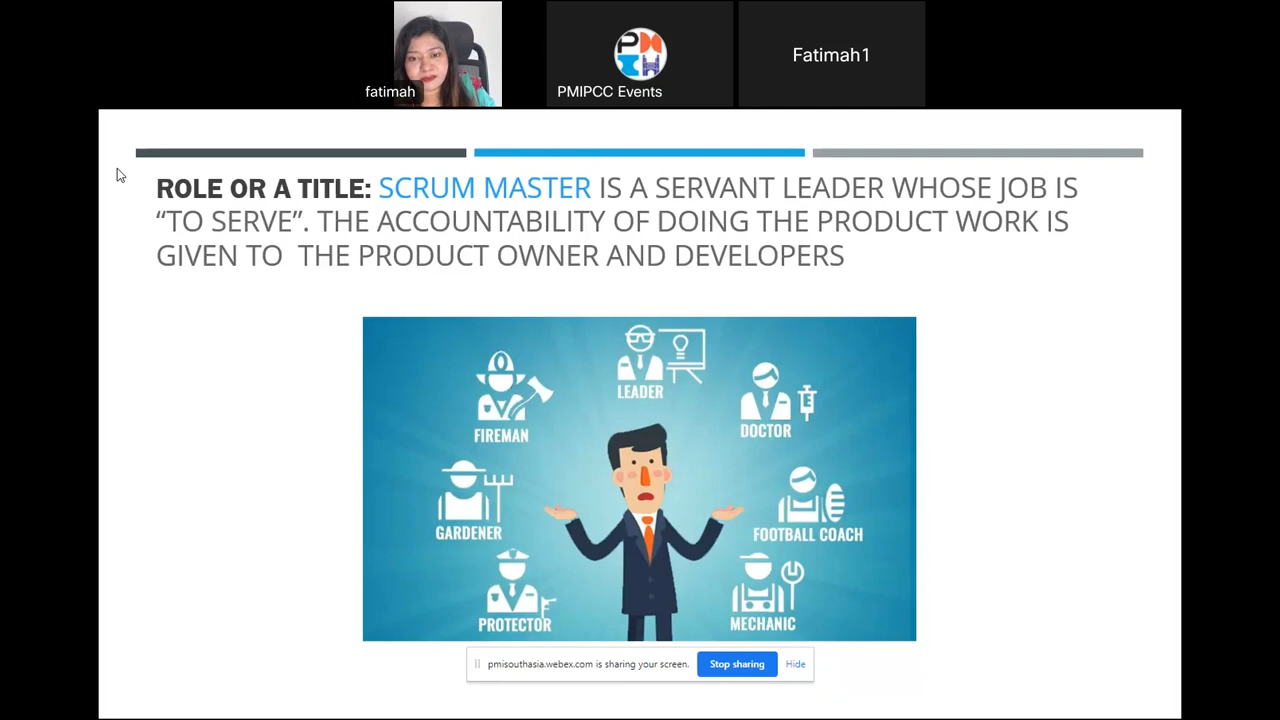 fatimah
PMIPCC Events
Fatimah1
ROLE OR A TITLE: SCRUM MASTER IS A SERVANT LEADER WHOSE JOB IS
“TO SERVE”. THE ACCOUNTABILITY OF DOING THE PRODUCT WORK IS
GIVEN TO  THE PRODUCT OWNER AND DEVELOPERS
LEADER
FIREMAN
DOCTOR
GARDENER
FOOTBALL COACH
PROTECTOR
MECHANIC
pmisouthasia.webex.com is sharing your screen.
Stop sharing
Hide